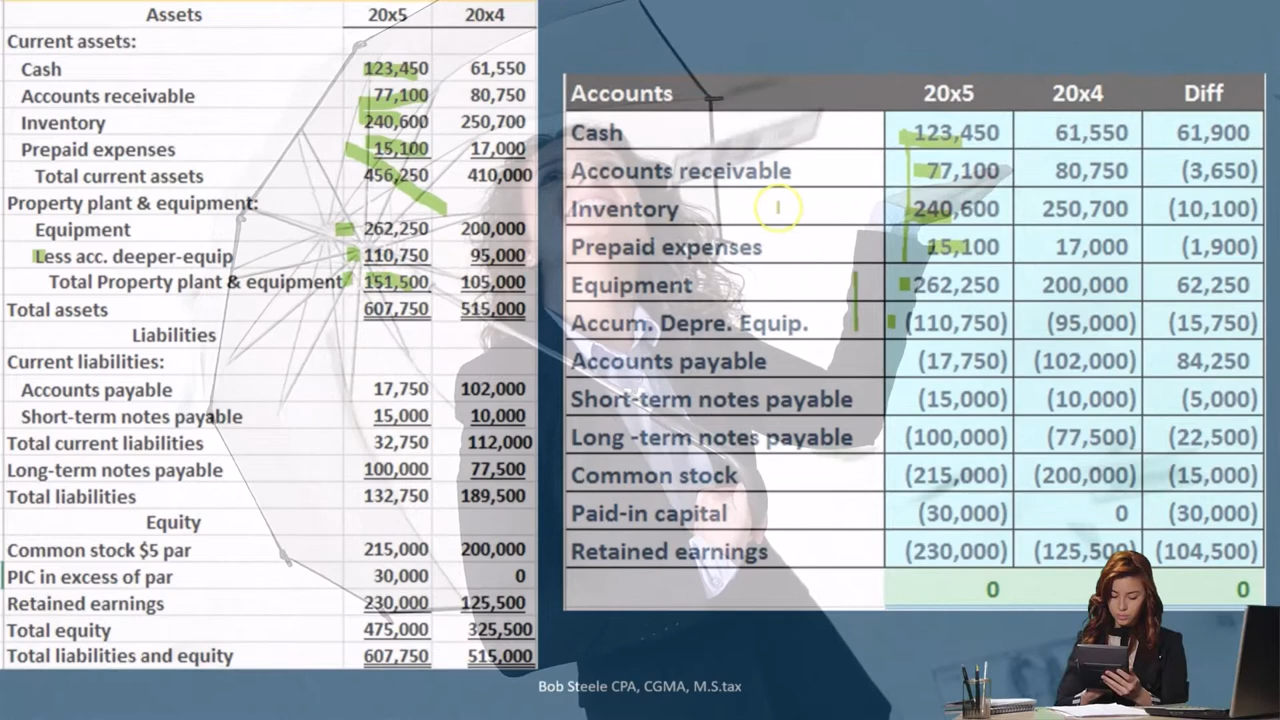 Assets 20x5 20x4
Current assets:
Cash 123,450 61,550
Accounts receivable 77,100 80,750
Inventory 240,600 250,700
Prepaid expenses 15,100 17,000
Total current assets 456,250 410,000
Property plant & equipment:
Equipment 262,250 200,000
Less acc. deeper-equip 110,750 95,000
Total Property plant & equipment 151,500 105,000
Total assets 607,750 515,000
Liabilities
Current liabilities:
Accounts payable 17,750 102,000
Short-term notes payable 15,000 10,000
Total current liabilities 32,750 112,000
Long-term notes payable 100,000 77,500
Total liabilities 132,750 189,500
Equity
Common stock $5 par 215,000 200,000
PIC in excess of par 30,000 0
Retained earnings 230,000 125,500
Total equity 475,000 325,500
Total liabilities and equity 607,750 515,000
Accounts 20x5 20x4 Diff
Cash 123,450 61,550 61,900
Accounts receivable 77,100 80,750 (3,650)
Inventory 240,600 250,700 (10,100)
Prepaid expenses 15,100 17,000 (1,900)
Equipment 262,250 200,000 62,250
Accum. Depre. Equip. (110,750) (95,000) (15,750)
Accounts payable (17,750) (102,000) 84,250
Short-term notes payable (15,000) (10,000) (5,000)
Long -term notes payable (100,000) (77,500) (22,500)
Common stock (215,000) (200,000) (15,000)
Paid-in capital (30,000) 0 (30,000)
Retained earnings (230,000) (125,500) (104,500)
0 0
Bob Steele CPA, CGMA, M.S.tax